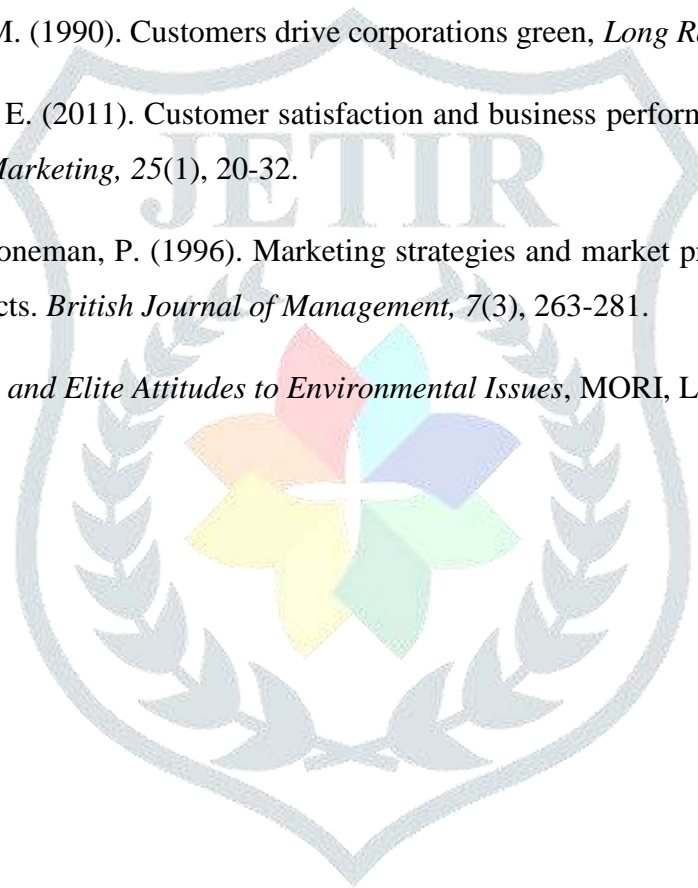 M. (1990). Customers drive corporations green, Long R
E. (2011). Customer satisfaction and business perform
Marketing, 25(1), 20-32.
JETIR
oneman, P. (1996). Marketing strategies and market pr
cts. British Journal of Management, 7(3), 263-281.
and Elite Attitudes to Environmental Issues, MORI, L